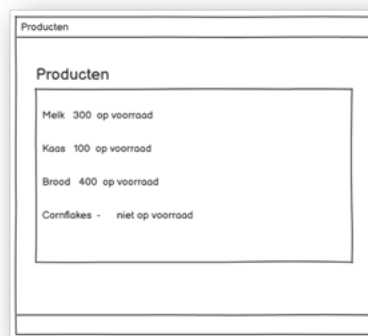 Producten
Producten
Melk 300 op voorraad
Kaas 100 op voorraad
Brood 400 op voorraad
Cornflakes - niet op voorraad